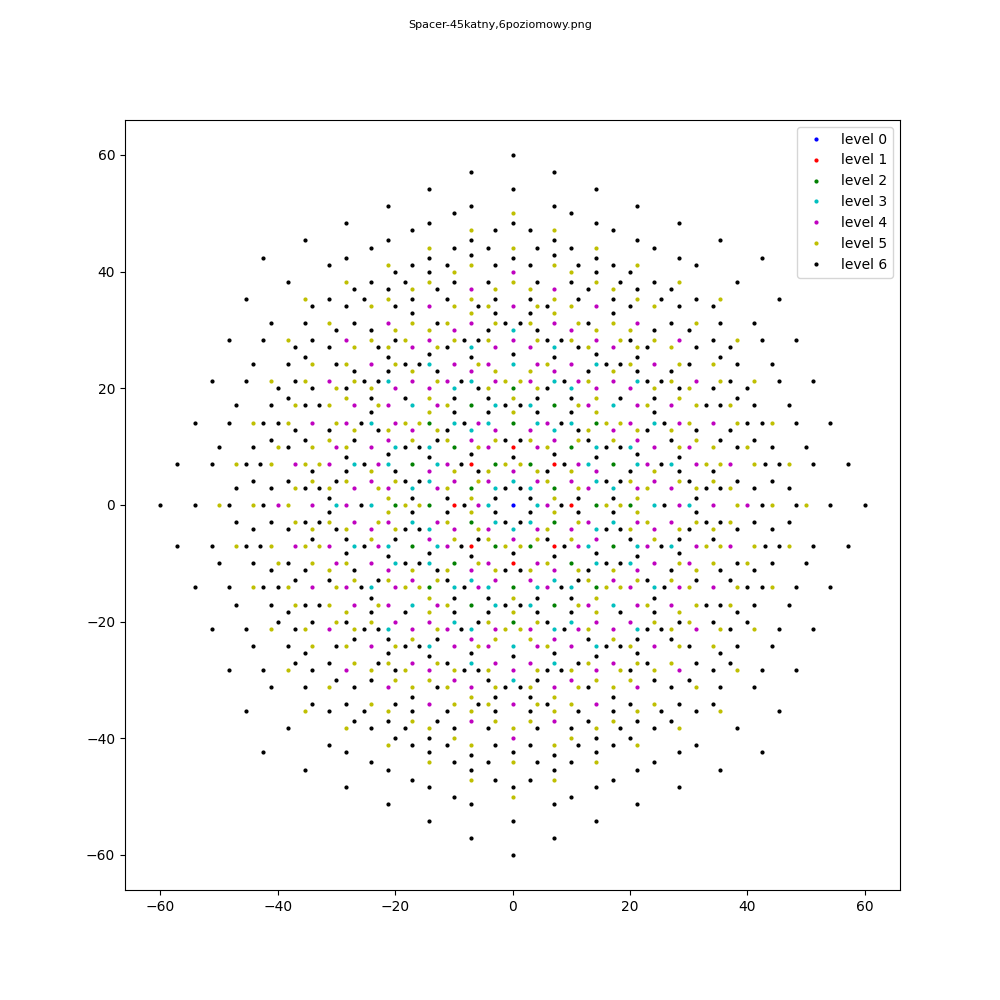 Spacer-45katny,6poziomowy.png
level 0
level 1
level 2
level 3
level 4
level 5
level 6
60
40
20
0
−20
−40
−60
−60 −40 −20 0 20 40 60